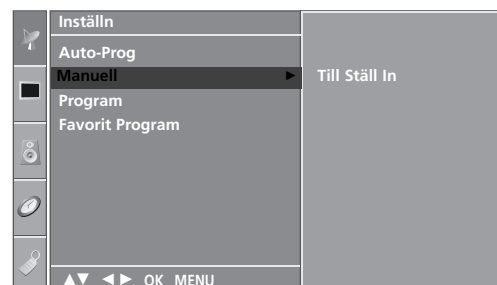 Inställn
Auto-Prog
Manuell ► Till Ställ In
Program
Favorit Program
▲▼ ◄► OK MENU